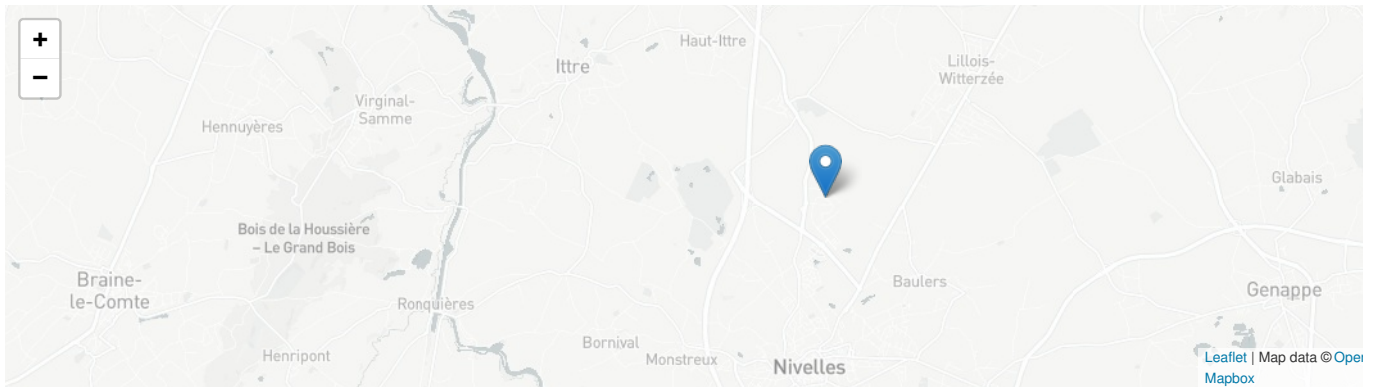 +
−
Haut-Ittre
Ittre
Lillois-
Witterzée
Virginal-
Samme
Hennuyères
Glabais
Bois de la Houssière
– Le Grand Bois
Braine-
le-Comte
Baulers
Genappe
Ronquières
Bornival
Henripont
Monstreux
Nivelles
Leaflet | Map data © Open
Mapbox